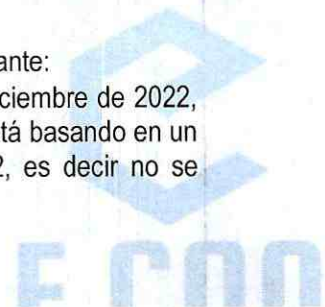 ante:
ciembre de 2022,
tá basando en un
2, es decir no se